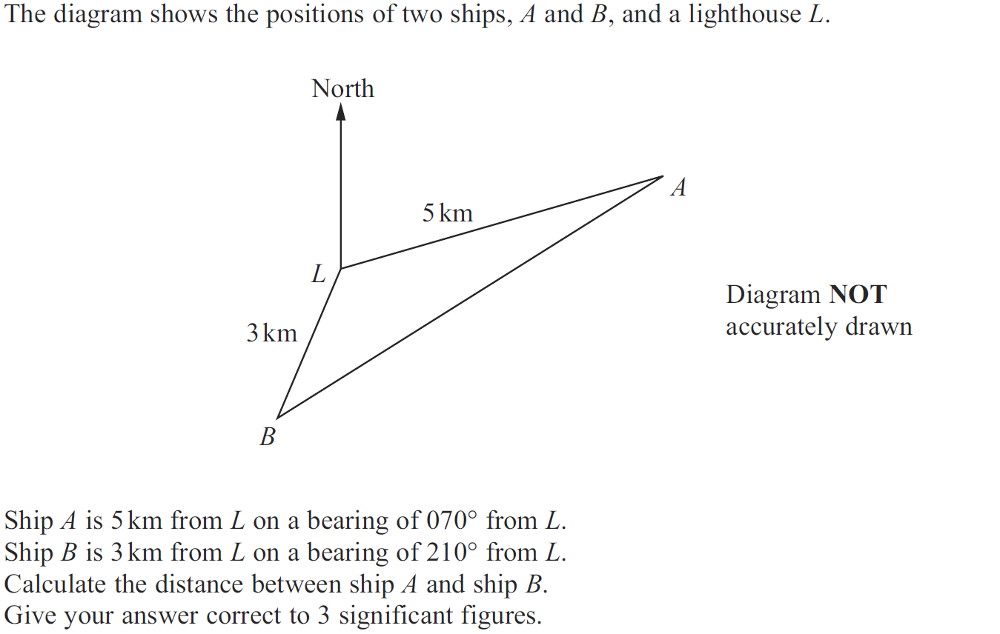 The diagram shows the positions of two ships, A and B, and a lighthouse L.
North
A
5 km
L
Diagram NOT
accurately drawn
3 km
B
Ship A is 5 km from L on a bearing of 070° from L.
Ship B is 3 km from L on a bearing of 210° from L.
Calculate the distance between ship A and ship B.
Give your answer correct to 3 significant figures.